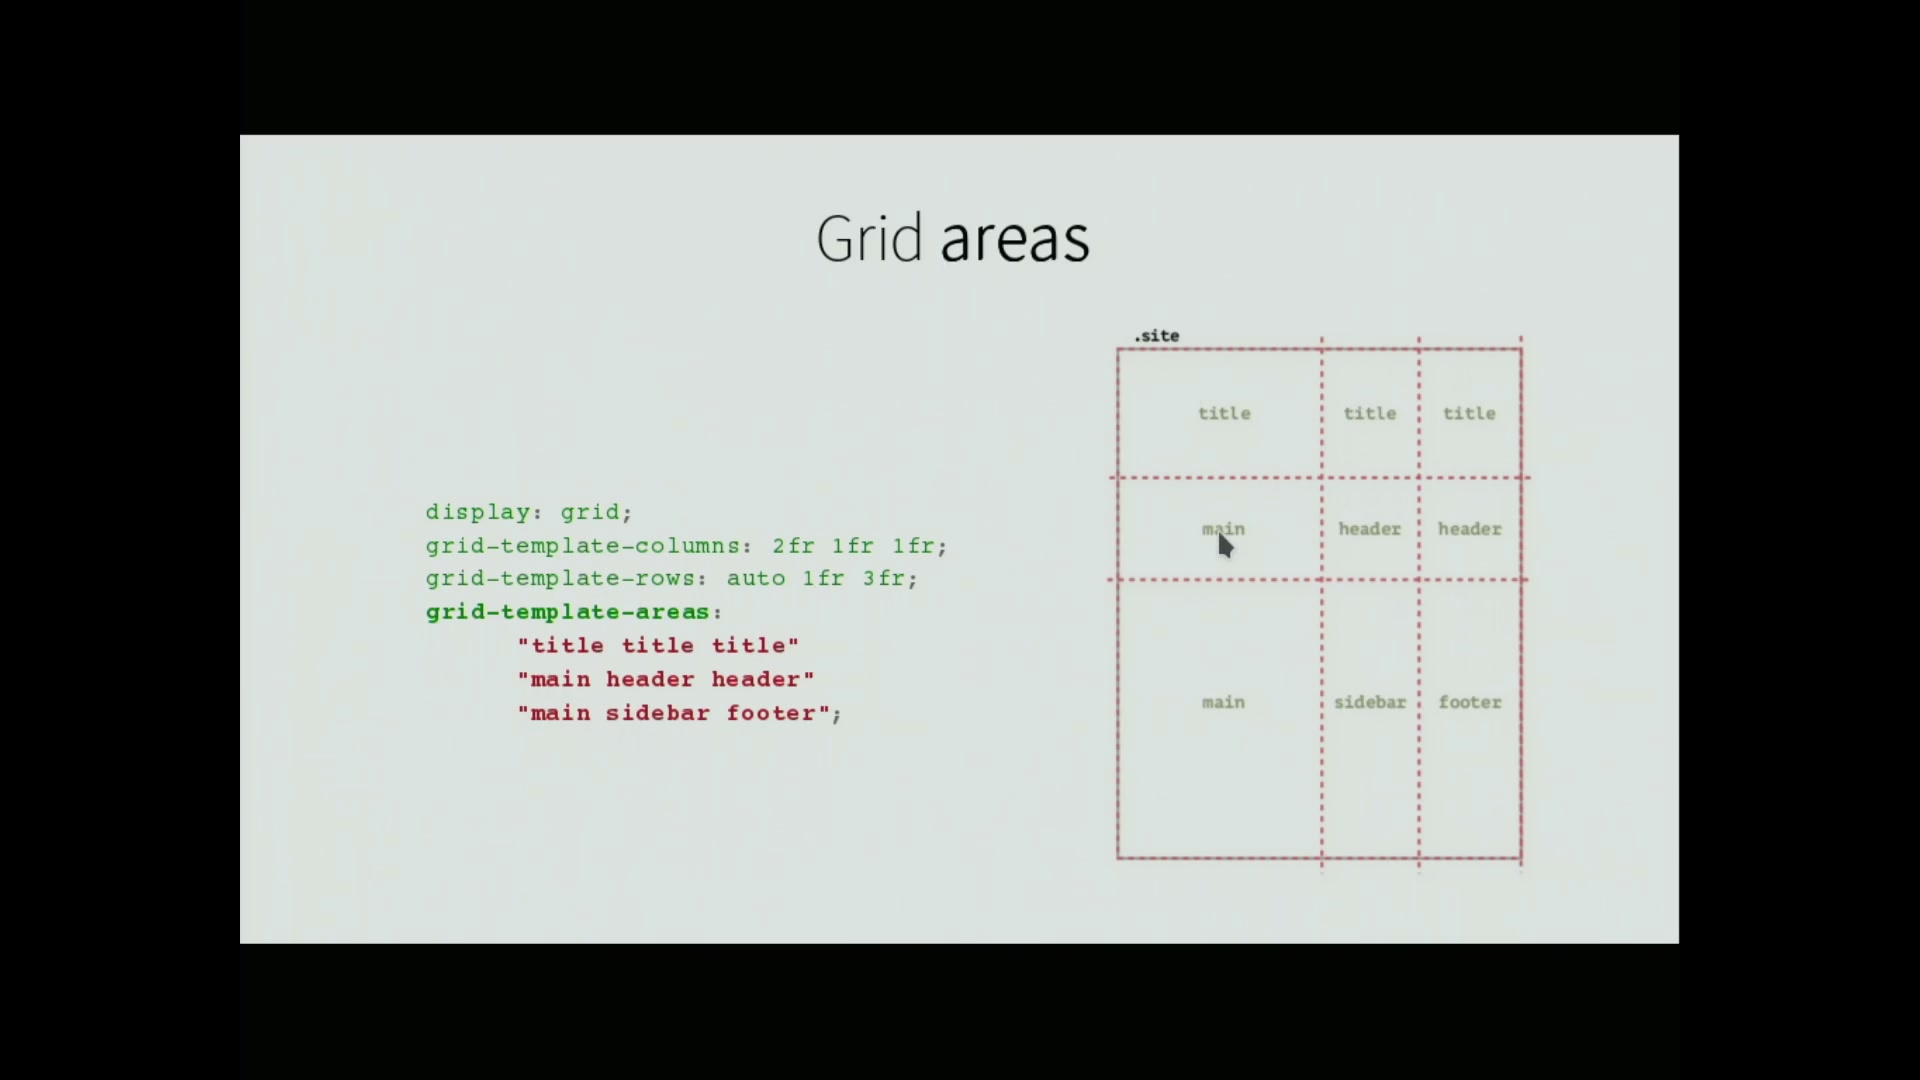 Grid areas
display: grid;
grid-template-columns: 2fr 1fr 1fr;
grid-template-rows: auto 1fr 3fr;
grid-template-areas:
"title title title"
"main header header"
"main sidebar footer";
.site
title title title
main header header
main sidebar footer